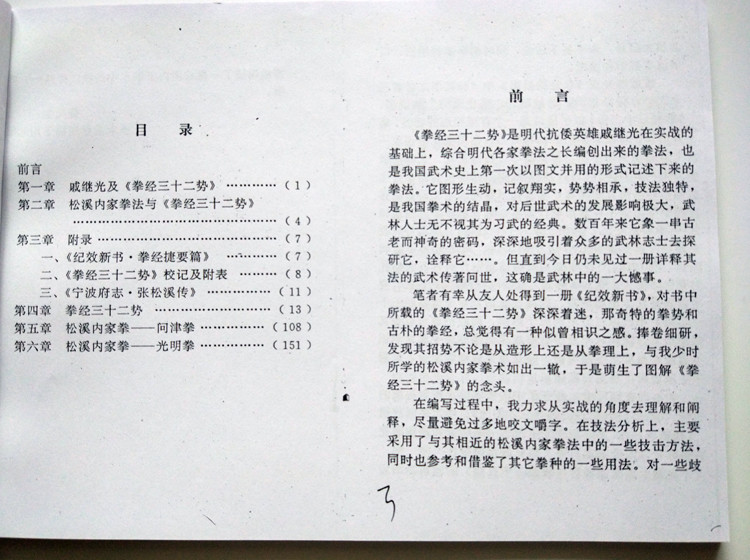 目 录
前言
第一章 戚继光及《拳经三十二势》 …………（1）
第二章 松溪内家拳法与《拳经三十二势》
……………………………………（4）
第三章 附录 ……………………………（7）
一、《纪效新书·拳经捷要篇》 …………（7）
二、《拳经三十二势》校记及附表 ………（8）
三、《宁波府志·张松溪传》 ……………（11）
第四章 拳经三十二势 …………………（13）
第五章 松溪内家拳——问津拳 …………（108）
第六章 松溪内家拳——光明拳 …………（151）
前 言
《拳经三十二势》是明代抗倭英雄戚继光在实战的
基础上，综合明代各家拳法之长编创出来的拳法，也
是我国武术史上第一次以图文并用的形式记述下来的
拳法。它图形生动，记叙翔实，势势相承，技法独特，
是我国拳术的结晶，对后世武术的发展影响极大，武
林人士无不视其为习武的经典。数百年来它象一串古
老而神奇的密码，深深地吸引着众多的武林志士去探
研它，诠释它……。但直到今日仍未见过一册详释其
法的武术传著问世，这确是武林中的一大憾事。
笔者有幸从友人处得到一册《纪效新书》，对书中
所载的《拳经三十二势》深深着迷，那奇特的拳势和
古朴的拳经，总觉得有一种似曾相识之感。捧卷细研，
发现其招势不论是从造形上还是从拳理上，与我少时
所学的松溪内家拳术如出一辙，于是萌生了图解《拳
经三十二势》的念头。
在编写过程中，我力求从实战的角度去理解和阐
释，尽量避免过多地咬文嚼字。在技法分析上，主要
采用了与其相近的松溪内家拳法中的一些技击方法，
同时也参考和借鉴了其它拳种的一些用法。对一些歧